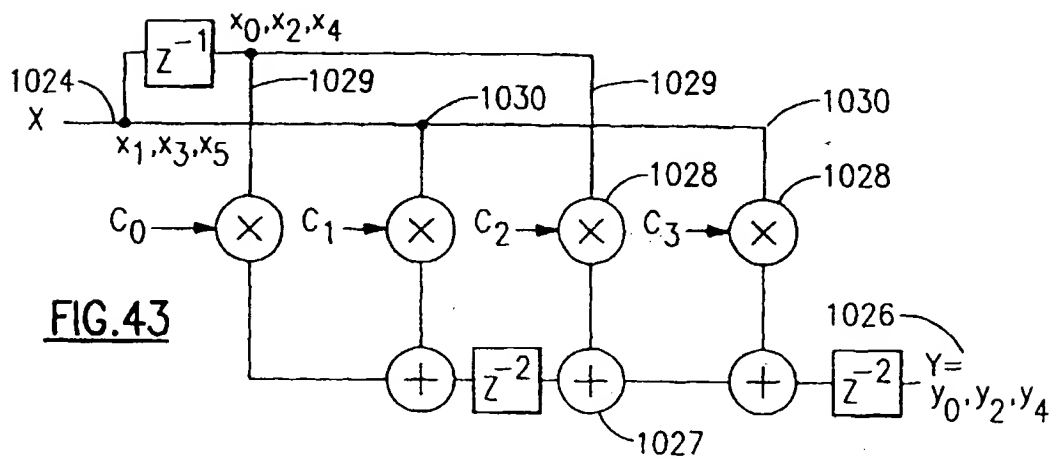 x0,x2,x4
z-1
1024
1029
1030
1029
1030
X
x1,x3,x5
1028
1028
C0
×
C1
×
C2
×
C3
×
FIG.43
1026
+
z-2
+
+
z-2
Y=
y0,y2,y4
1027